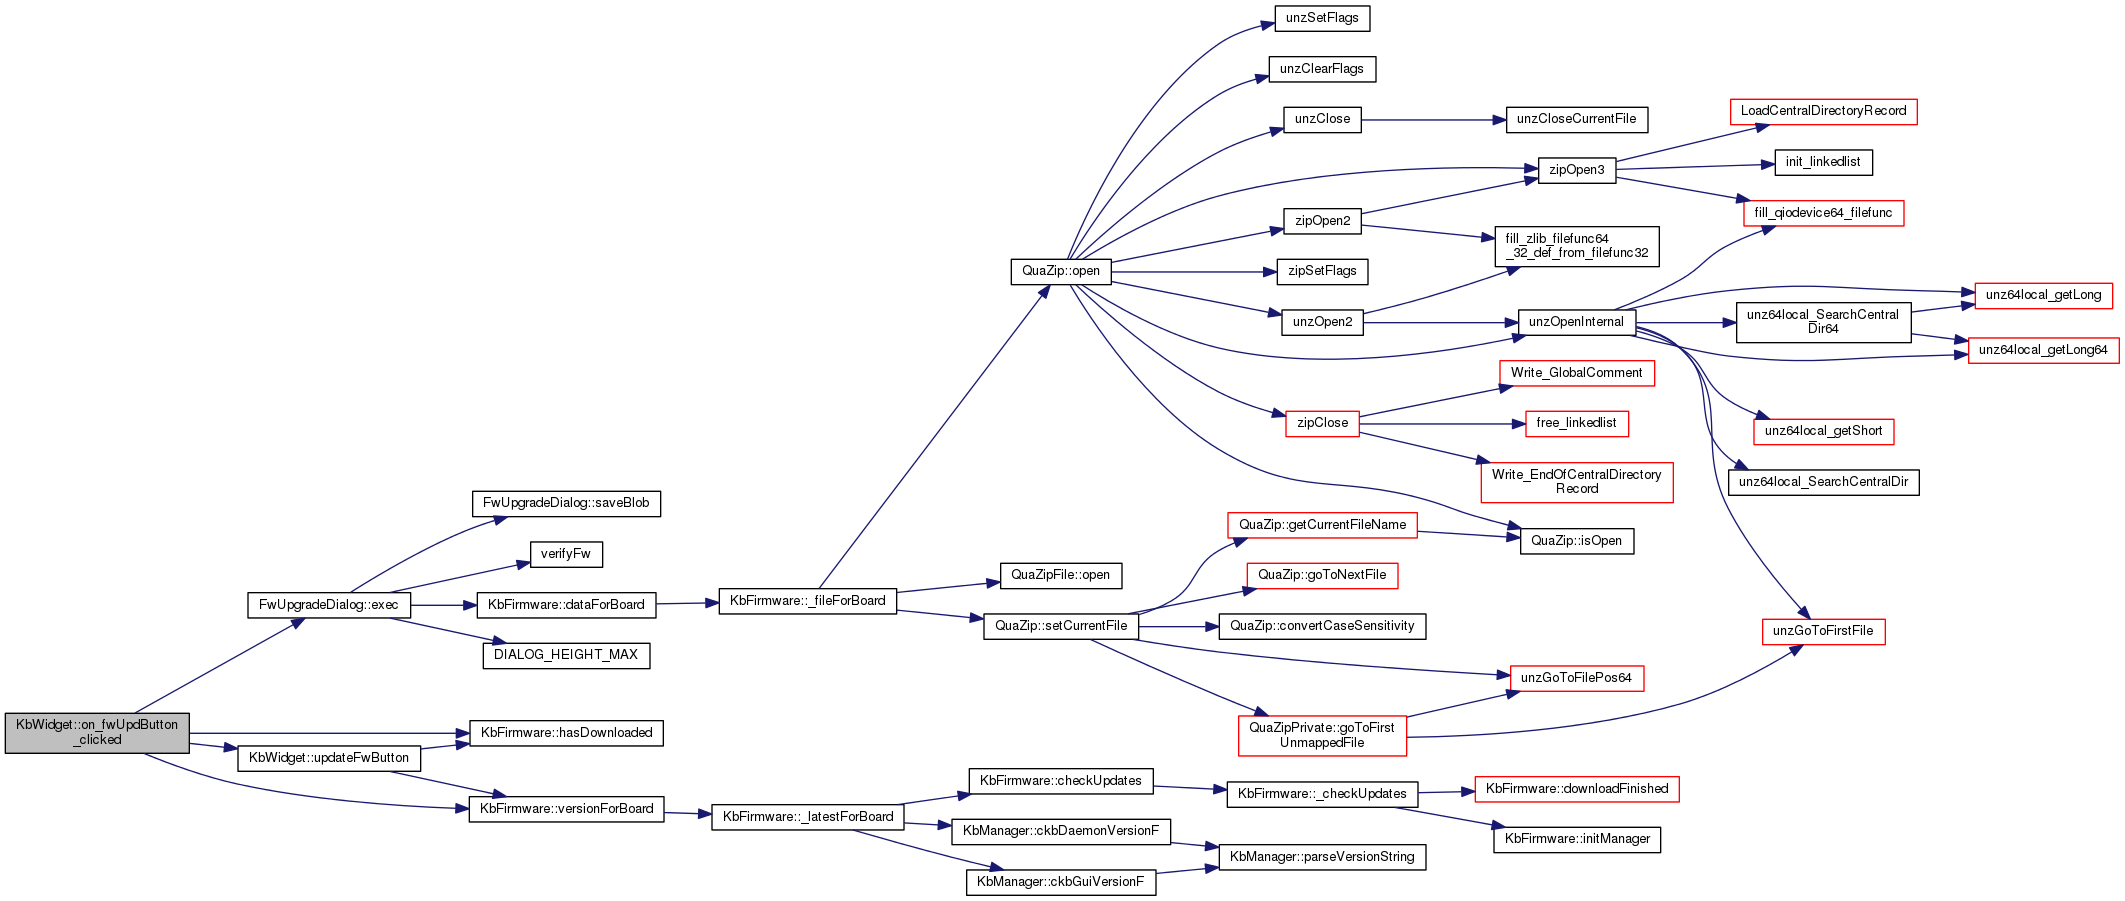 unzSetFlags
unzClearFlags
unzClose
unzCloseCurrentFile
LoadCentralDirectoryRecord
zipOpen3
init_linkedlist
zipOpen2
fill_qiodevice64_filefunc
fill_zlib_filefunc64
_32_def_from_filefunc32
QuaZip::open
zipSetFlags
unzOpen2
unzOpenInternal
unz64local_SearchCentral
Dir64
unz64local_getLong
unz64local_getLong64
Write_GlobalComment
zipClose
free_linkedlist
unz64local_getShort
Write_EndOfCentralDirectory
Record
unz64local_SearchCentralDir
FwUpgradeDialog::saveBlob
QuaZip::getCurrentFileName
QuaZip::isOpen
verifyFw
QuaZipFile::open
QuaZip::goToNextFile
FwUpgradeDialog::exec
KbFirmware::dataForBoard
KbFirmware::_fileForBoard
QuaZip::setCurrentFile
QuaZip::convertCaseSensitivity
unzGoToFirstFile
DIALOG_HEIGHT_MAX
unzGoToFilePos64
KbWidget::on_fwUpdButton
_clicked
KbFirmware::hasDownloaded
QuaZipPrivate::goToFirst
UnmappedFile
KbWidget::updateFwButton
KbFirmware::versionForBoard
KbFirmware::_latestForBoard
KbFirmware::checkUpdates
KbFirmware::_checkUpdates
KbFirmware::downloadFinished
KbManager::ckbDaemonVersionF
KbFirmware::initManager
KbManager::parseVersionString
KbManager::ckbGuiVersionF